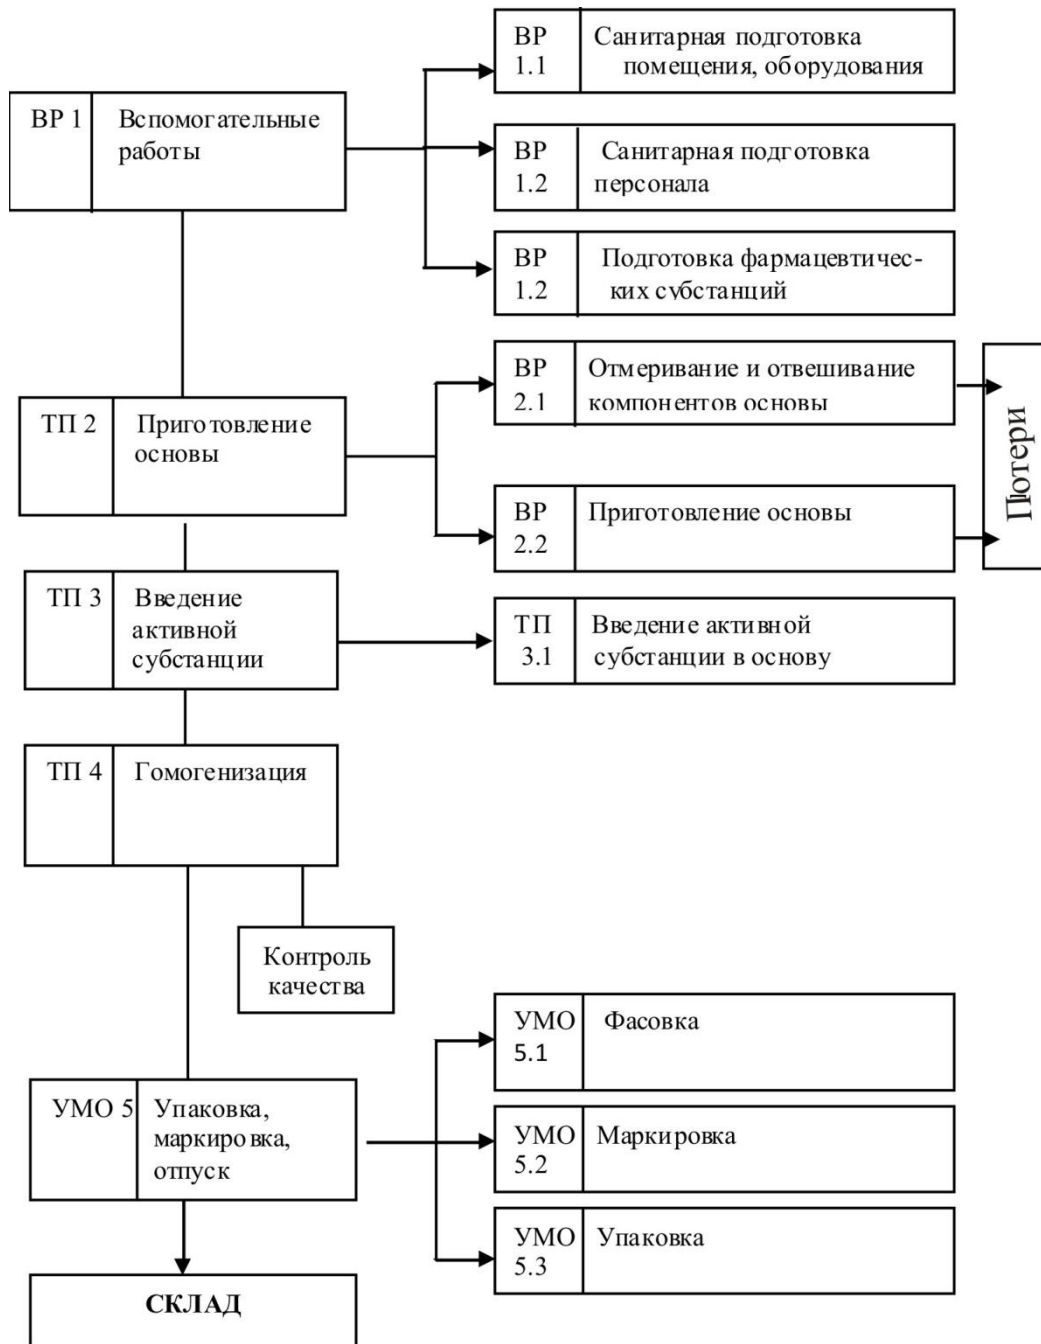 ВР 1 Вспомогательные
работы
ВР Санитарная подготовка
1.1 помещения, оборудования
ВР Санитарная подготовка
1.2 персонала
ВР Подготовка фармацевтичес-
1.2 ких субстанций
ТП 2 Приготовление
основы
ВР Отмеривание и отвешивание
2.1 компонентов основы
ВР Приготовление основы
2.2
Потери
ТП 3 Введение
активной
субстанции
ТП Введение активной
3.1 субстанции в основу
ТП 4 Гомогенизация
Контроль
качества
УМО 5 Упаковка,
маркировка,
отпуск
УМО Фасовка
5.1
УМО Маркировка
5.2
УМО Упаковка
5.3
СКЛАД